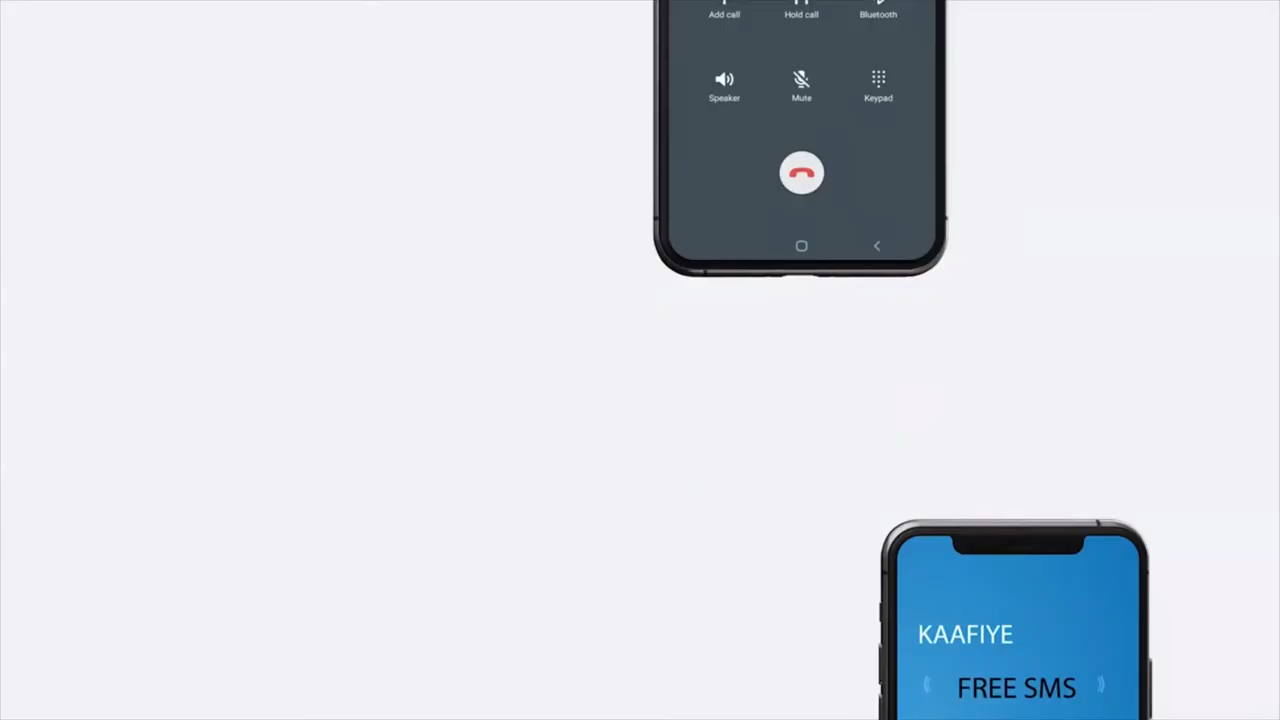 Add call Hold call Bluetooth
Speaker Mute Keypad
KAAFIYE
FREE SMS